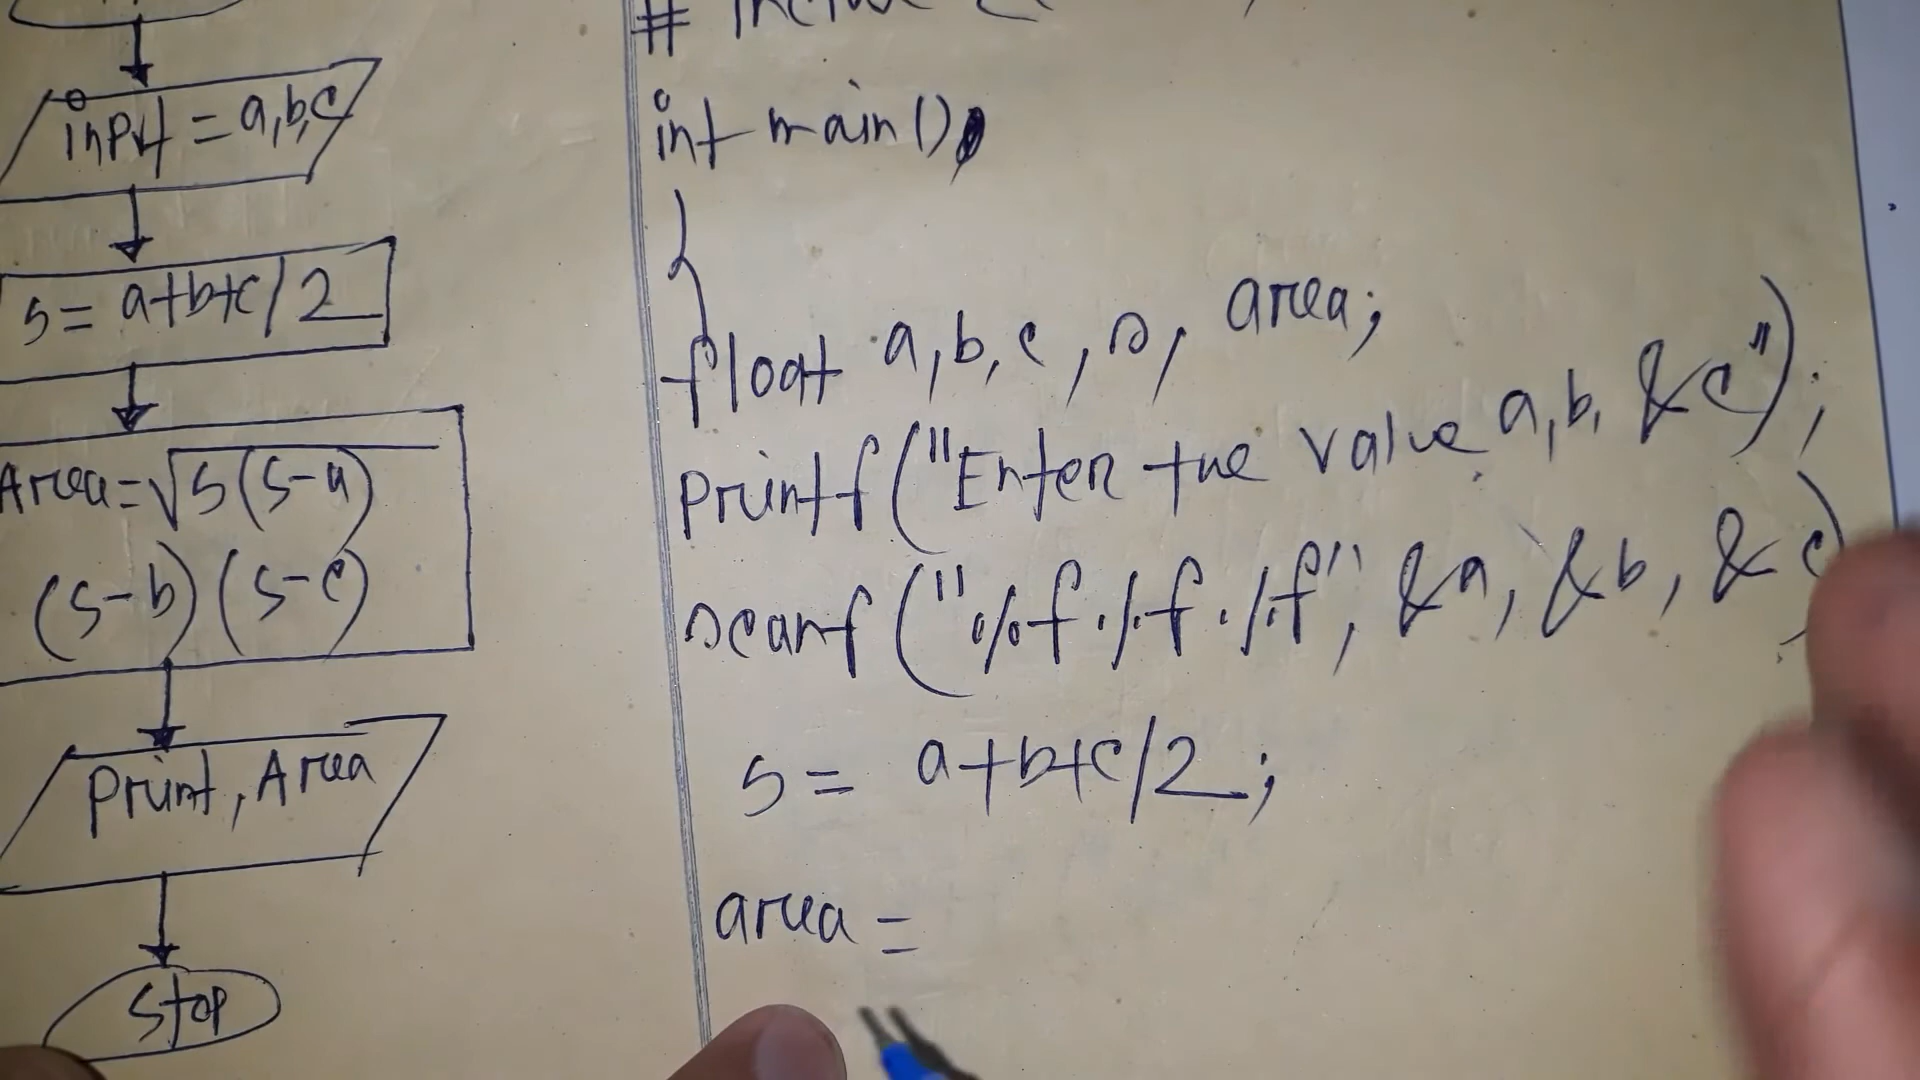 input = a,b,c
s = a+b+c/2
Area=√s(s-a)
(s-b)(s-c)
Print, Area
Stop
int main()
{
float a, b, c, s, area;
printf("Enter the value a, b, &c");
scanf("%f %f %f", &a, &b, &c)
s = a+b+c/2;
area =